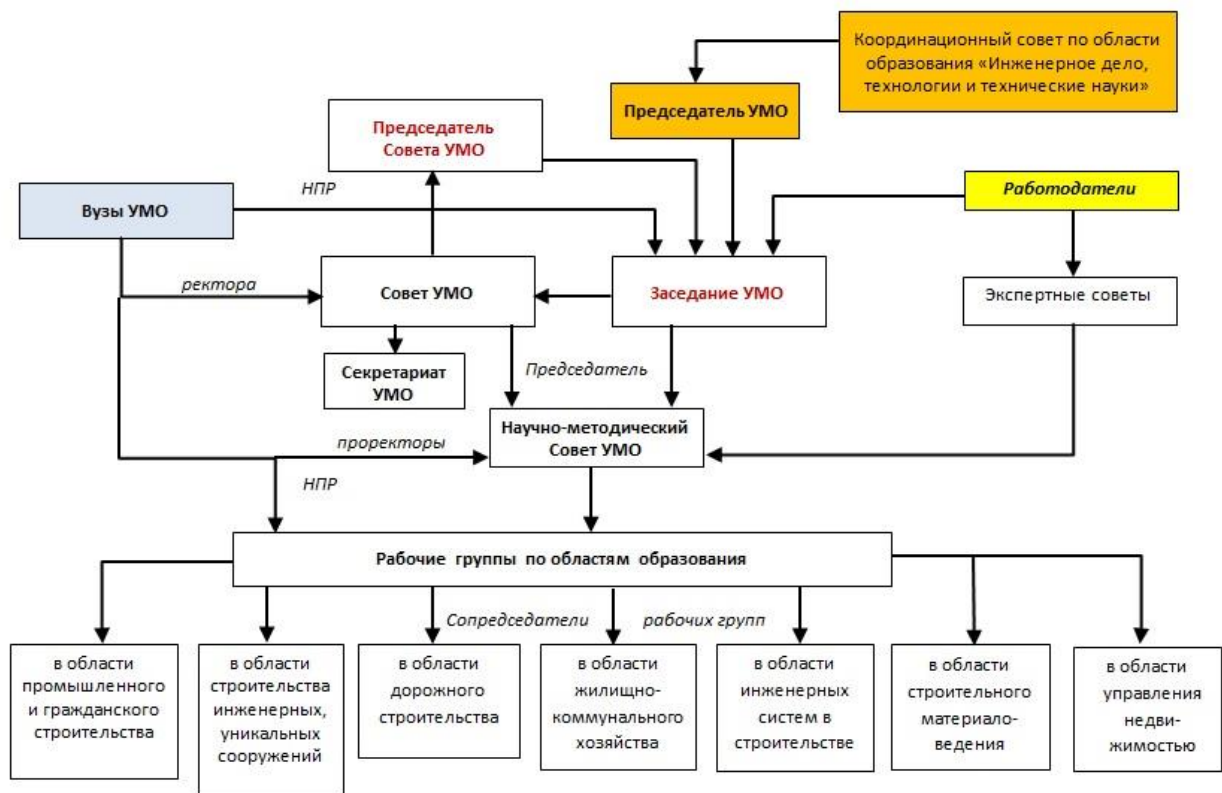 Координационный совет по области
образования «Инженерное дело,
технологии и технические науки»
Председатель УМО
Председатель
Совета УМО
НПР
Вузы УМО
Работодатели
ректора
Совет УМО
Заседание УМО
Экспертные советы
Секретариат
УМО
Председатель
Научно-методический
Совет УМО
проректоры
НПР
Рабочие группы по областям образования
Сопредседатели рабочих групп
в области
промышленного
и гражданского
строительства
в области
строительства
инженерных,
уникальных
сооружений
в области
дорожного
строительства
в области
жилищно-
коммунального
хозяйства
в области
инженерных
систем в
строительстве
в области
строительного
материало-
ведения
в области
управления
недви-
жимостью